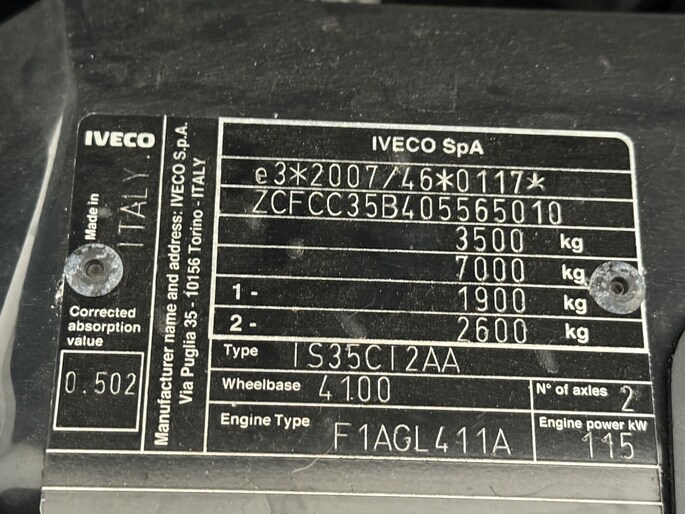 IVECO
Made in
ITALY
Corrected
absorption
value
0.502
Manufacturer name and address: IVECO S.p.A.
Via Puglia 35 - 10156 Torino - ITALY
IVECO SpA
e3*2007/46*0117*
ZCFCC35B405565010
3500 kg
7000 kg
1 - 1900 kg
2 - 2600 kg
Type IS35CI2AA
Wheelbase 4100 N° of axles 2
Engine Type F1AGL411A Engine power kW 115